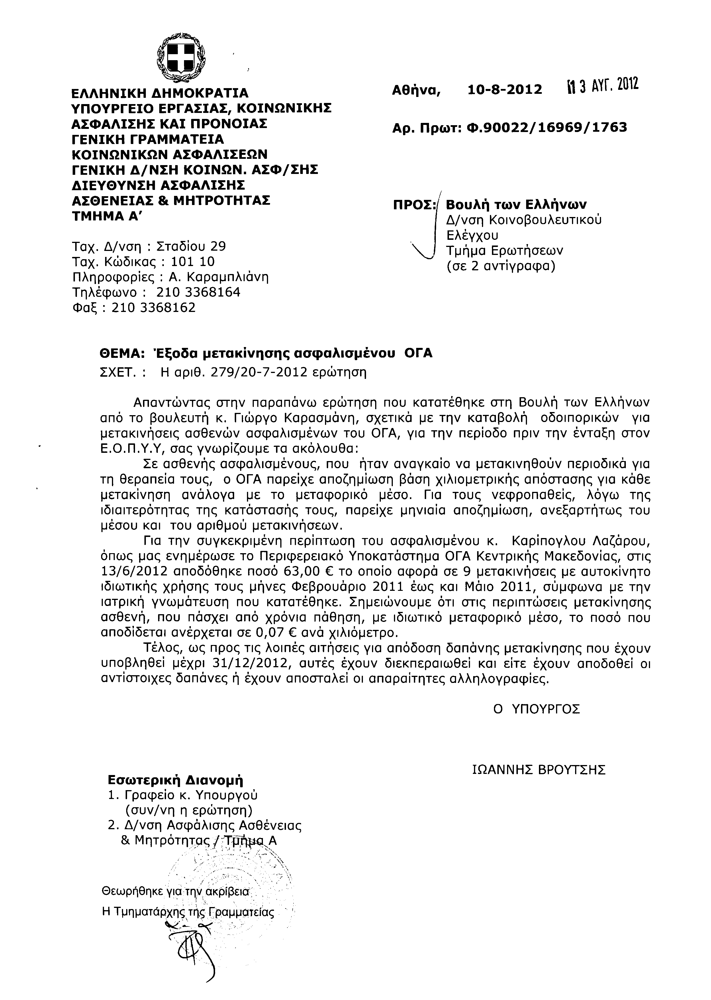 ΕΛΛΗΝΙΚΗ ΔΗΜΟΚΡΑΤΙΑ
ΥΠΟΥΡΓΕΙΟ ΕΡΓΑΣΙΑΣ, ΚΟΙΝΩΝΙΚΗΣ
ΑΣΦΑΛΙΣΗΣ ΚΑΙ ΠΡΟΝΟΙΑΣ
ΓΕΝΙΚΗ ΓΡΑΜΜΑΤΕΙΑ
ΚΟΙΝΩΝΙΚΩΝ ΑΣΦΑΛΙΣΕΩΝ
ΓΕΝΙΚΗ Δ/ΝΣΗ ΚΟΙΝΩΝ. ΑΣΦ/ΣΗΣ
ΔΙΕΥΘΥΝΣΗ ΑΣΦΑΛΙΣΗΣ
ΑΣΘΕΝΕΙΑΣ & ΜΗΤΡΟΤΗΤΑΣ
ΤΜΗΜΑ Α’
Ταχ. Δ/νση : Σταδίου 29
Ταχ. Κώδικας : 101 10
Πληροφορίες : Α. Καραμπλιάνη
Τηλέφωνο : 210 3368164
Φαξ : 210 3368162
Αθήνα, 10-8-2012 13 ΑΥΓ. 2012
Αρ. Πρωτ: Φ.90022/16969/1763
ΠΡΟΣ: Βουλή των Ελλήνων
Δ/νση Κοινοβουλευτικού
Ελέγχου
Τμήμα Ερωτήσεων
(σε 2 αντίγραφα)
ΘΕΜΑ: Έξοδα μετακίνησης ασφαλισμένου ΟΓΑ
ΣΧΕΤ. : Η αριθ. 279/20-7-2012 ερώτηση
Απαντώντας στην παραπάνω ερώτηση που κατατέθηκε στη Βουλή των Ελλήνων
από το βουλευτή κ. Γιώργο Καρασμάνη, σχετικά με την καταβολή οδοιπορικών για
μετακινήσεις ασθενών ασφαλισμένων του ΟΓΑ, για την περίοδο πριν την ένταξη στον
Ε.Ο.Π.Υ.Υ, σας γνωρίζουμε τα ακόλουθα:
Σε ασθενής ασφαλισμένους, που ήταν αναγκαίο να μετακινηθούν περιοδικά για
τη θεραπεία τους, ο ΟΓΑ παρείχε αποζημίωση βάση χιλιομετρικής απόστασης για κάθε
μετακίνηση ανάλογα με το μεταφορικό μέσο. Για τους νεφροπαθείς, λόγω της
ιδιαιτερότητας της κατάστασής τους, παρείχε μηνιαία αποζημίωση, ανεξαρτήτως του
μέσου και του αριθμού μετακινήσεων.
Για την συγκεκριμένη περίπτωση του ασφαλισμένου κ. Καρίπογλου Λαζάρου,
όπως μας ενημέρωσε το Περιφερειακό Υποκατάστημα ΟΓΑ Κεντρικής Μακεδονίας, στις
13/6/2012 αποδόθηκε ποσό 63,00 € το οποίο αφορά σε 9 μετακινήσεις με αυτοκίνητο
ιδιωτικής χρήσης τους μήνες Φεβρουάριο 2011 έως και Μάιο 2011, σύμφωνα με την
ιατρική γνωμάτευση που κατατέθηκε. Σημειώνουμε ότι στις περιπτώσεις μετακίνησης
ασθενή, που πάσχει από χρόνια πάθηση, με ιδιωτικό μεταφορικό μέσο, το ποσό που
αποδίδεται ανέρχεται σε 0,07 € ανά χιλιόμετρο.
Τέλος, ως προς τις λοιπές αιτήσεις για απόδοση δαπάνης μετακίνησης που έχουν
υποβληθεί μέχρι 31/12/2012, αυτές έχουν διεκπεραιωθεί και είτε έχουν αποδοθεί οι
αντίστοιχες δαπάνες ή έχουν αποσταλεί οι απαραίτητες αλληλογραφίες.
Ο ΥΠΟΥΡΓΟΣ
ΙΩΑΝΝΗΣ ΒΡΟΥΤΣΗΣ
Εσωτερική Διανομή
1. Γραφείο κ. Υπουργού
(συν/νη η ερώτηση)
2. Δ/νση Ασφάλισης Ασθένειας
& Μητρότητας / Τμήμα Α
Θεωρήθηκε για την ακρίβεια
Η Τμηματάρχης της Γραμματείας